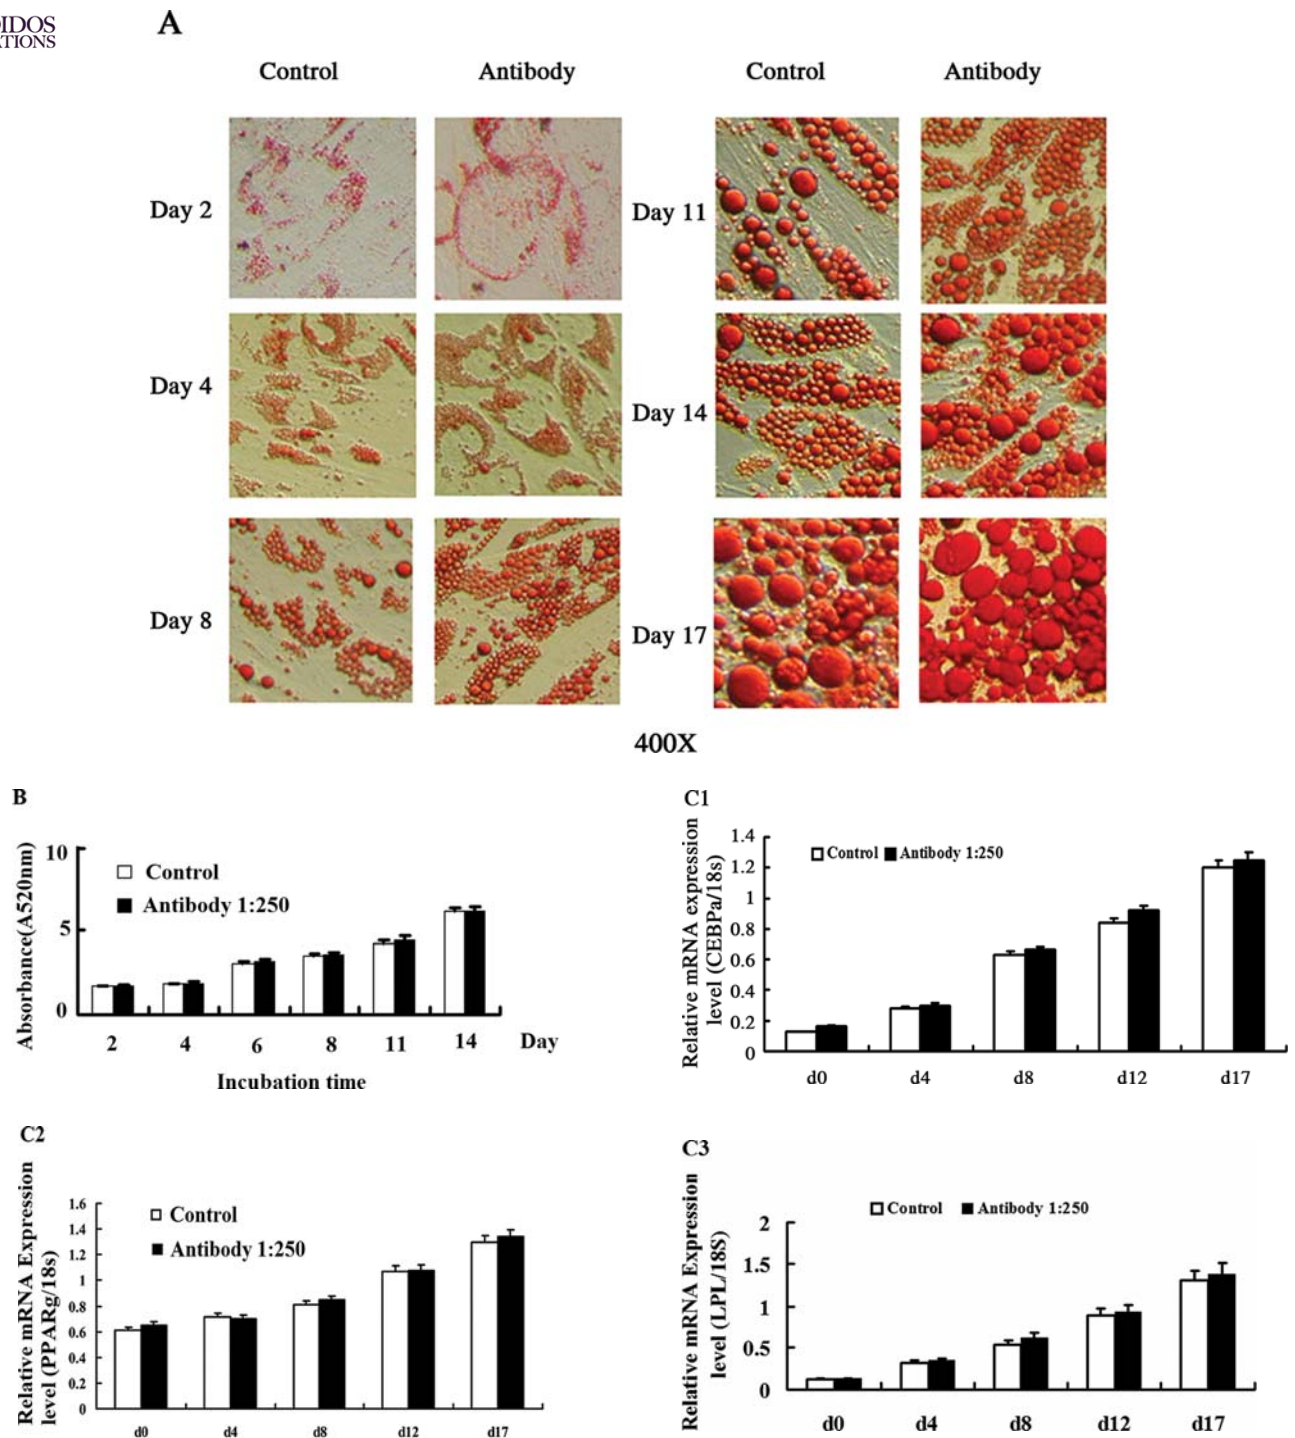 DIDOS
ATIONS
A
Control Antibody Control Antibody
Day 2
Day 11
Day 4
Day 14
Day 8
Day 17
400X
B
Absorbance(A520nm)
10
5
0
Control
Antibody 1:250
2 4 6 8 11 14 Day
Incubation time
C1
Relative mRNA expression
level (CEBPa/18s)
1.4
1.2
1
0.8
0.6
0.4
0.2
0
Control Antibody 1:250
d0 d4 d8 d12 d17
C2
Relative mRNA Expression
level (PPARg/18s)
1.6
1.4
1.2
1
0.8
0.6
0.4
0.2
0
Control
Antibody 1:250
d0 d4 d8 d12 d17
C3
Relative mRNA Expression
level (LPL/18S)
2
1.5
1
0.5
0
Control Antibody 1:250
d0 d4 d8 d12 d17